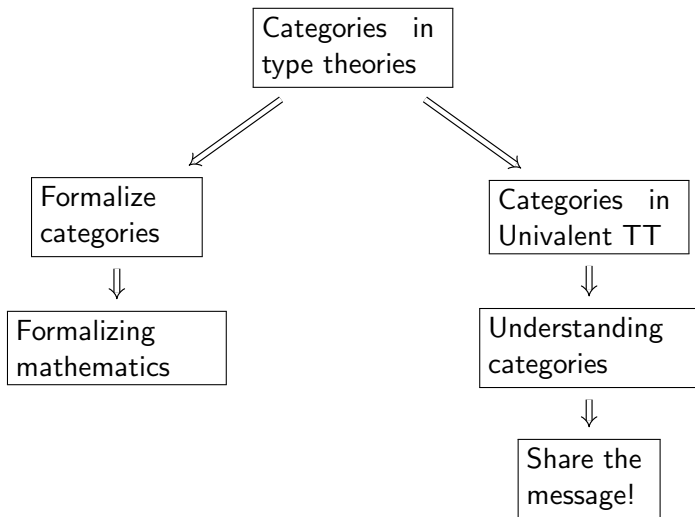 Categories in
type theories
Formalize
categories
Categories in
Univalent TT
Formalizing
mathematics
Understanding
categories
Share the
message!